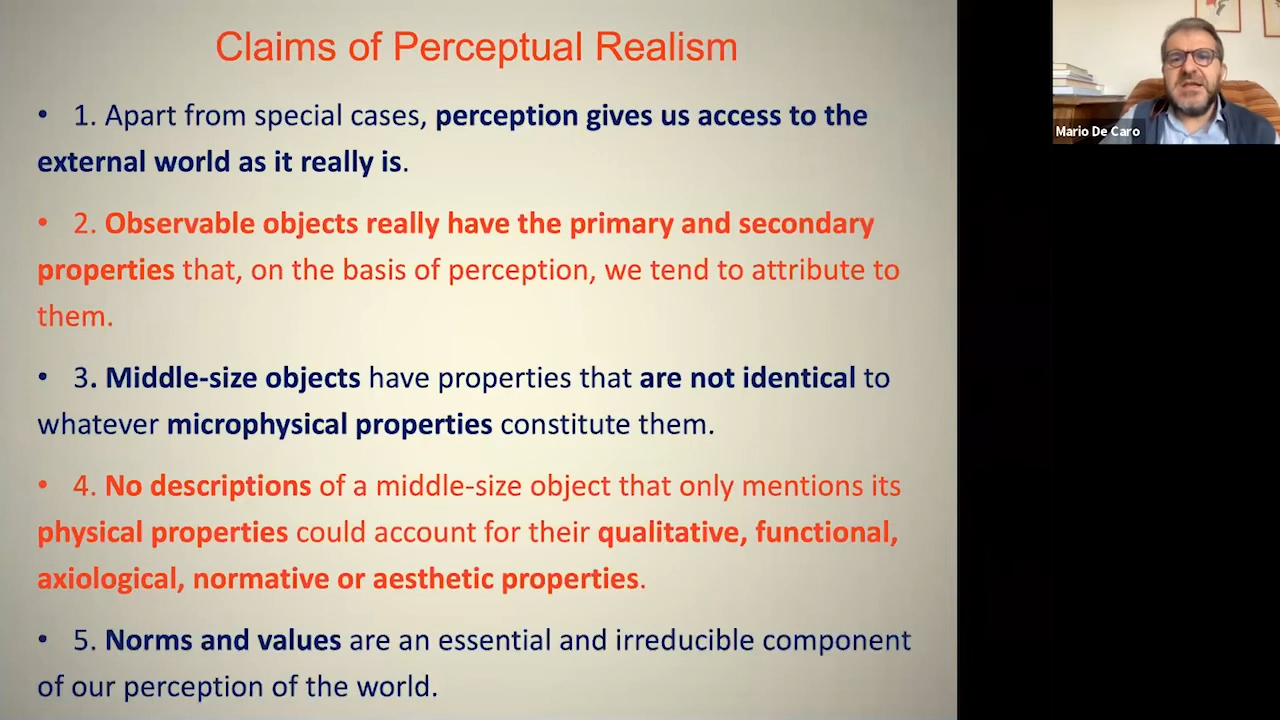 Claims of Perceptual Realism
• 1. Apart from special cases, perception gives us access to the
external world as it really is.
• 2. Observable objects really have the primary and secondary
properties that, on the basis of perception, we tend to attribute to
them.
• 3. Middle-size objects have properties that are not identical to
whatever microphysical properties constitute them.
• 4. No descriptions of a middle-size object that only mentions its
physical properties could account for their qualitative, functional,
axiological, normative or aesthetic properties.
• 5. Norms and values are an essential and irreducible component
of our perception of the world.
Mario De Caro